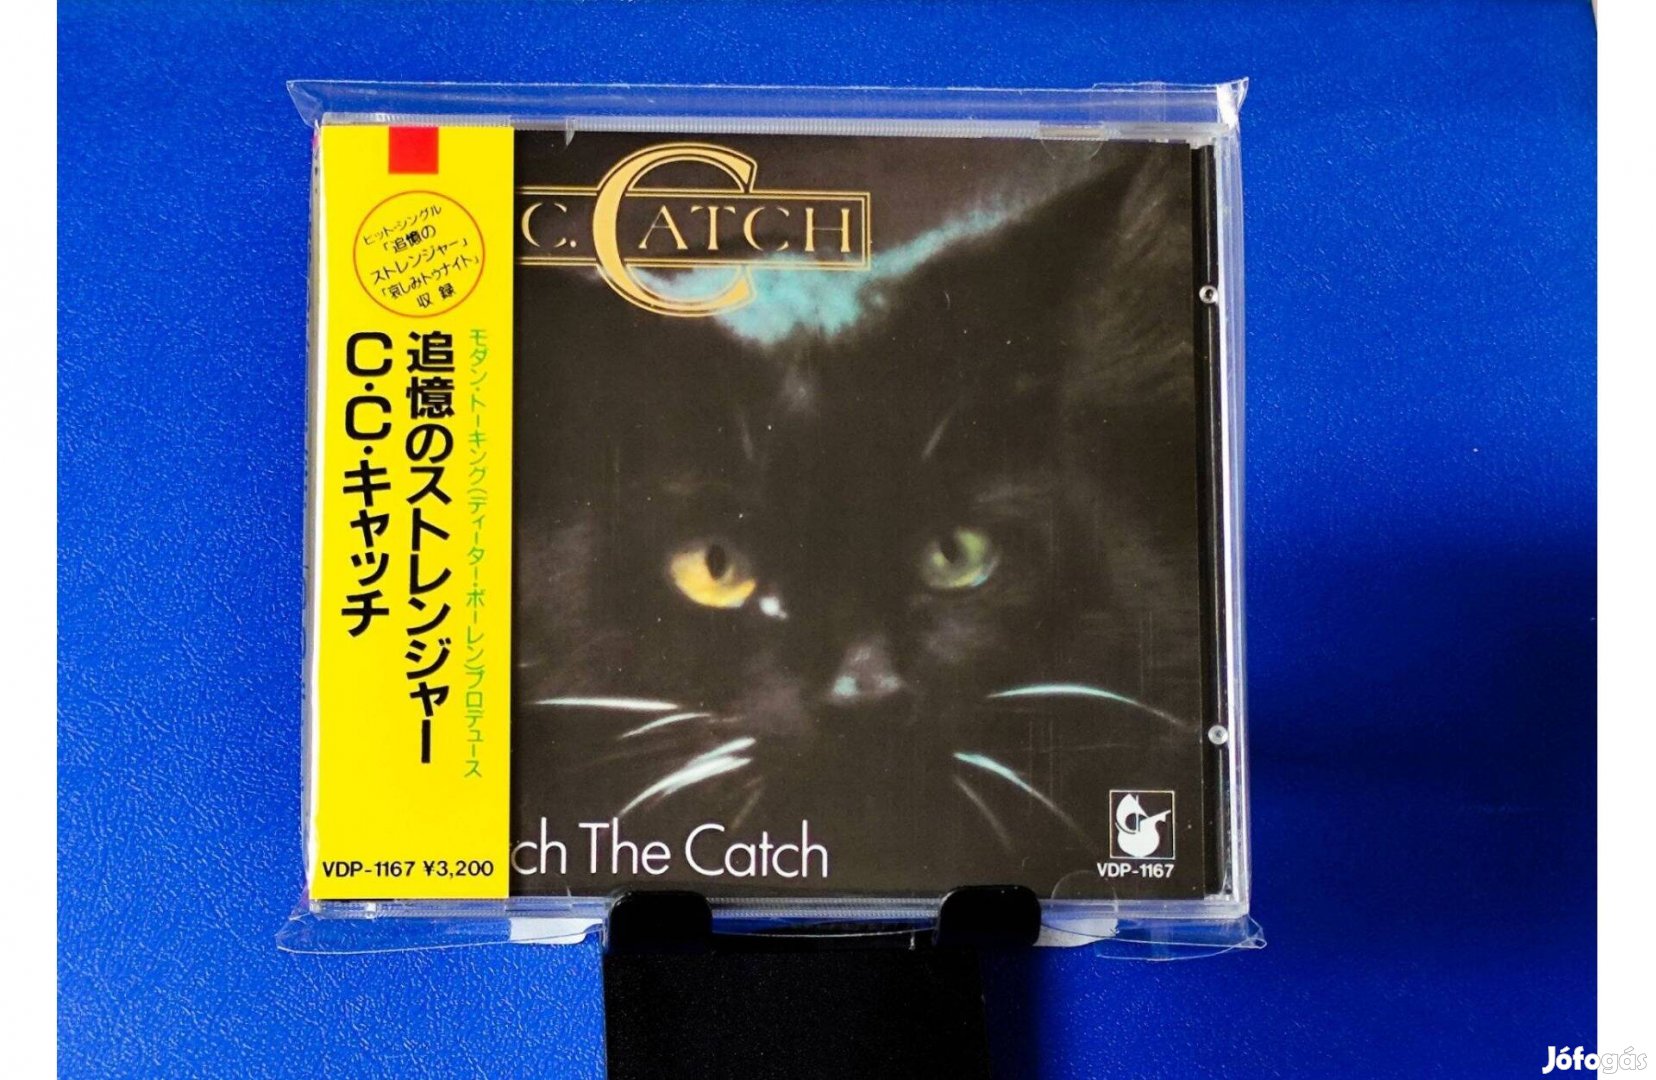 ヒット・シングル
「追憶の
ストレンジャー」
「哀しみトゥナイト」
収録
モダン・トーキング(ディーター・ボーレン)プロデュース
追憶のストレンジャー
C・C・キャッチ
VDP-1167 ¥3,200
C. CATCH
ch The Catch
VDP-1167
Jófogás